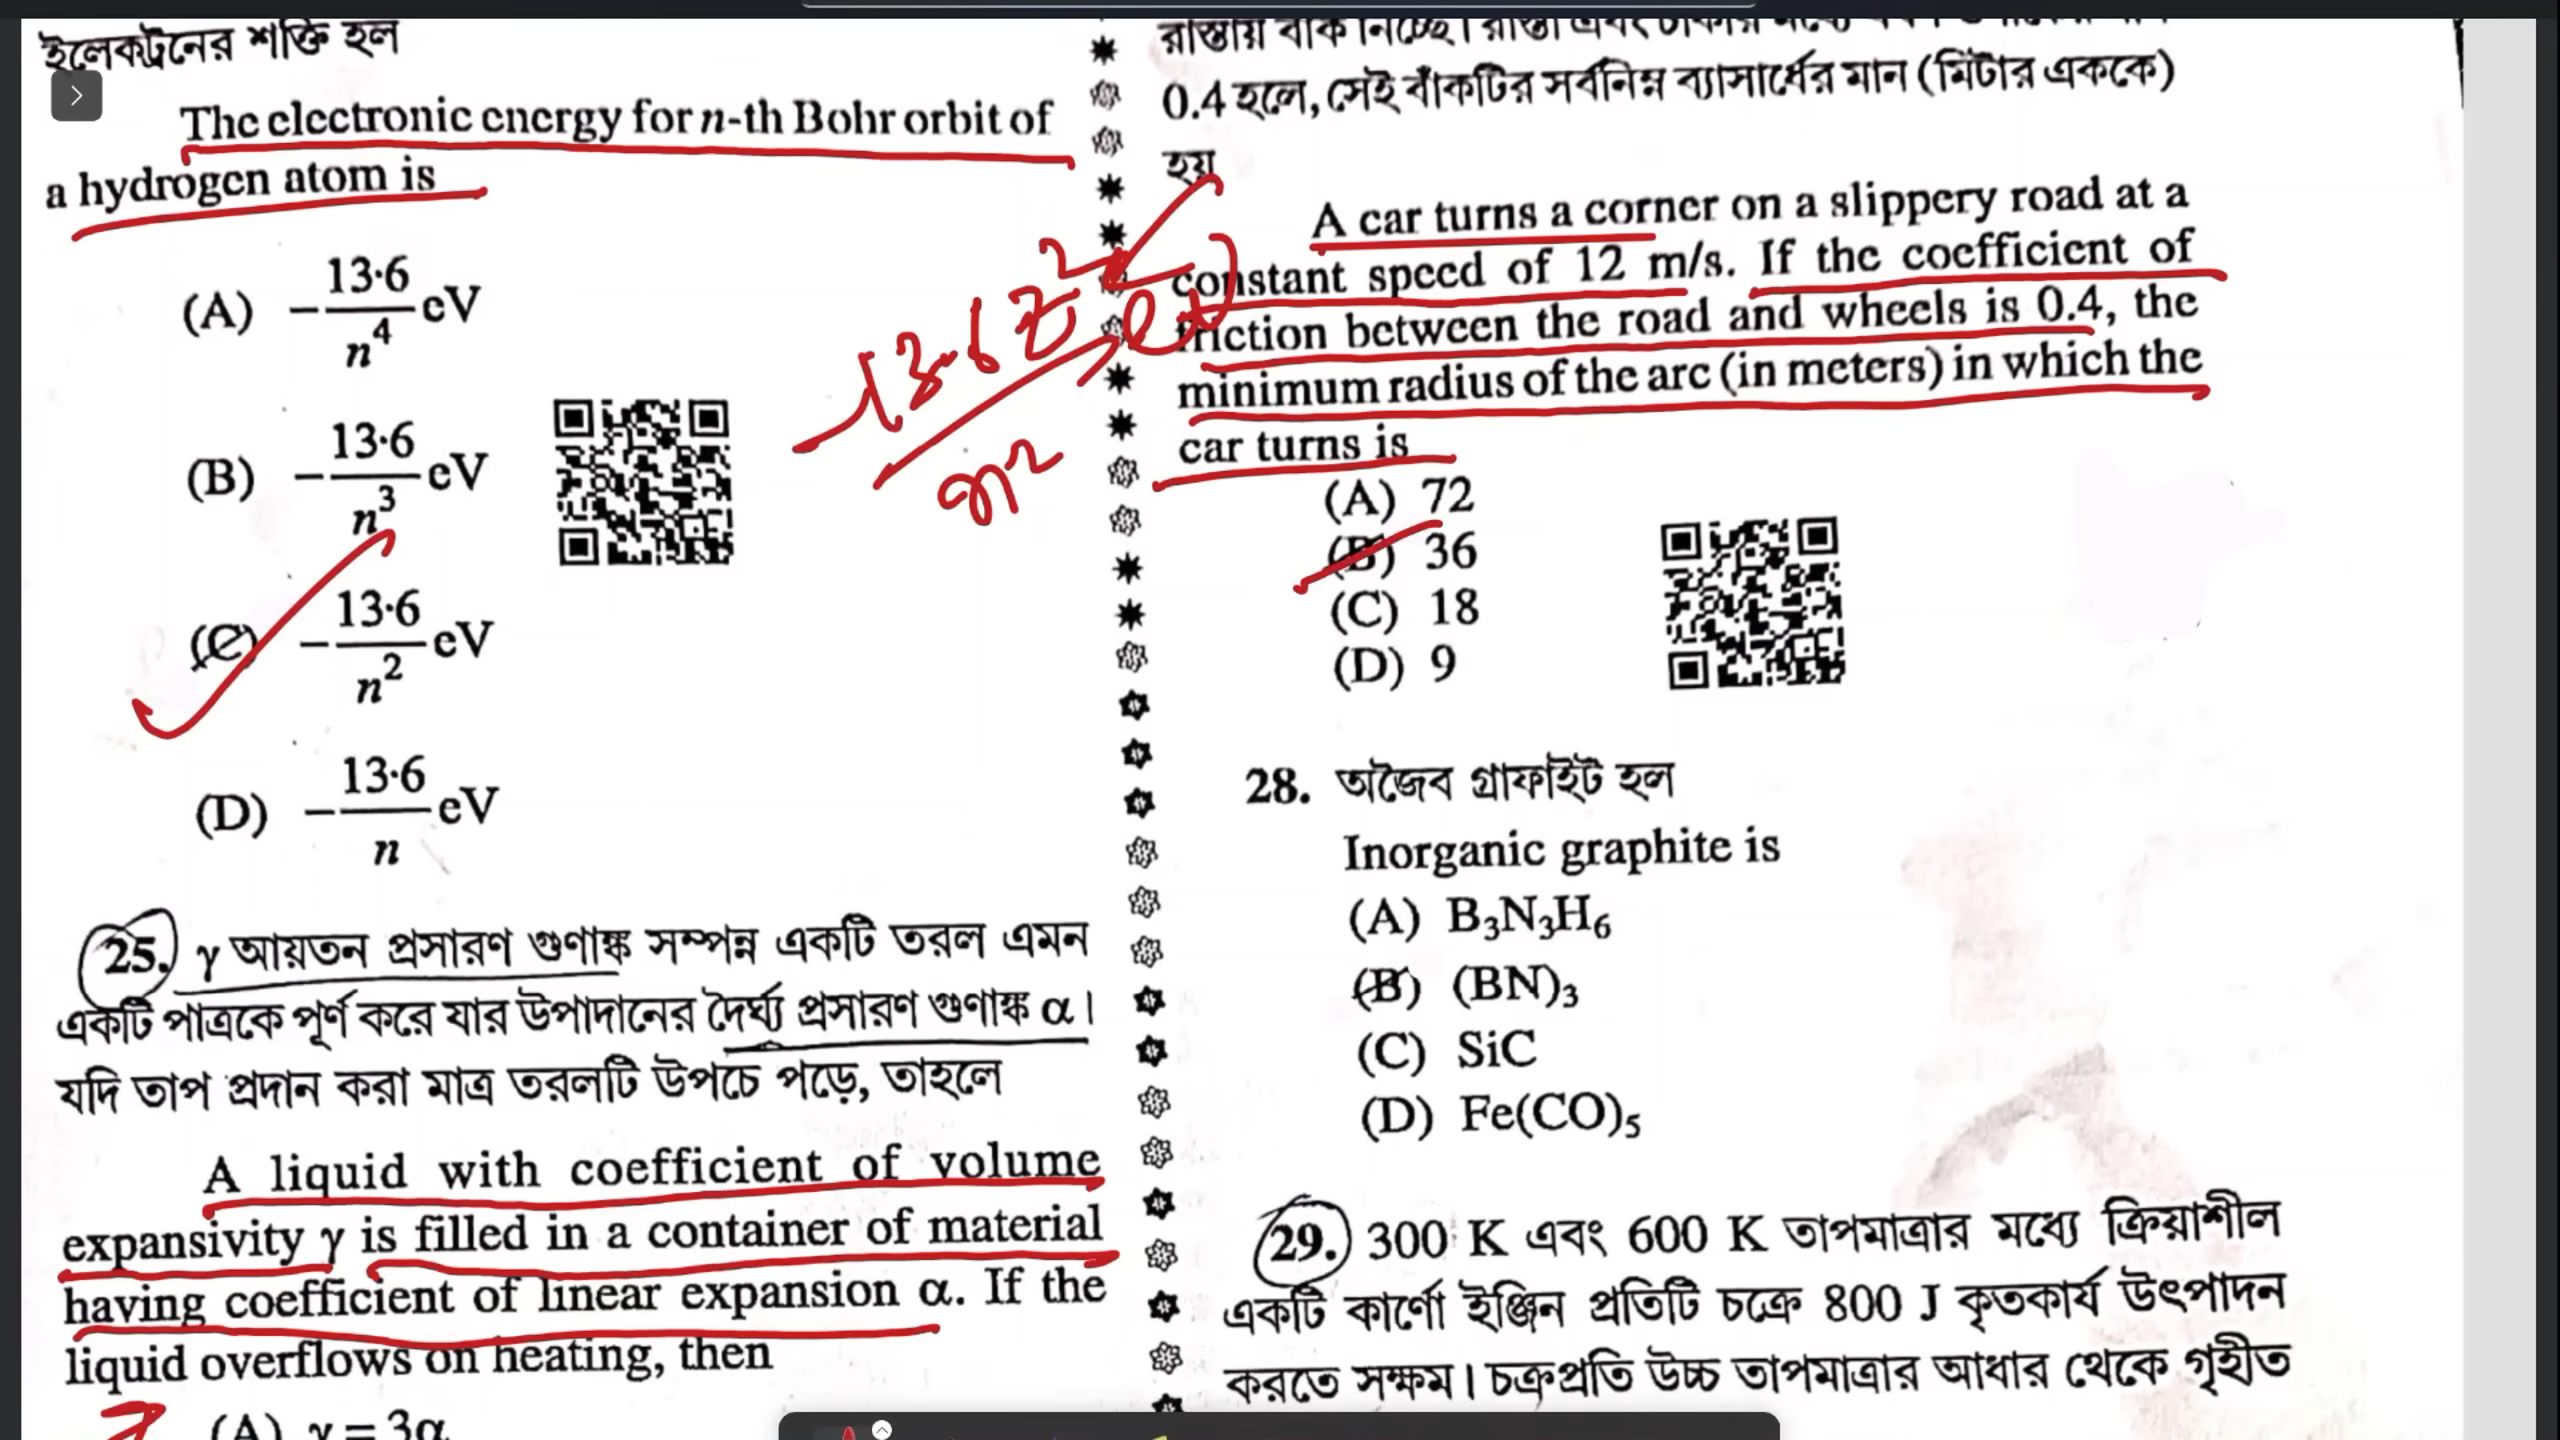 ইলেকট্রনের শক্তি হল
The electronic energy for n-th Bohr orbit of
a hydrogen atom is
(A) −13·6/n⁴ eV
(B) −13·6/n³ eV
(C) −13·6/n² eV
(D) −13·6/n eV
25. γ আয়তন প্রসারণ গুণাঙ্ক সম্পন্ন একটি তরল এমন
একটি পাত্রকে পূর্ণ করে যার উপাদানের দৈর্ঘ্য প্রসারণ গুণাঙ্ক α।
যদি তাপ প্রদান করা মাত্র তরলটি উপচে পড়ে, তাহলে
A liquid with coefficient of volume
expansivity γ is filled in a container of material
having coefficient of linear expansion α. If the
liquid overflows on heating, then
(A) γ = 3α
−13.6 z²
n²
0.4 হলে, সেই বাঁকটির সর্বনিম্ন ব্যাসার্ধের মান (মিটার এককে)
হয়
A car turns a corner on a slippery road at a
constant speed of 12 m/s. If the coefficient of
friction between the road and wheels is 0.4, the
minimum radius of the arc (in meters) in which the
car turns is
(A) 72
(B) 36
(C) 18
(D) 9
28. অজৈব গ্রাফাইট হল
Inorganic graphite is
(A) B₃N₃H₆
(B) (BN)₃
(C) SiC
(D) Fe(CO)₅
29. 300 K এবং 600 K তাপমাত্রার মধ্যে ক্রিয়াশীল
একটি কার্ণো ইঞ্জিন প্রতিটি চক্রে 800 J কৃতকার্য উৎপাদন
করতে সক্ষম। চক্রপ্রতি উচ্চ তাপমাত্রার আধার থেকে গৃহীত